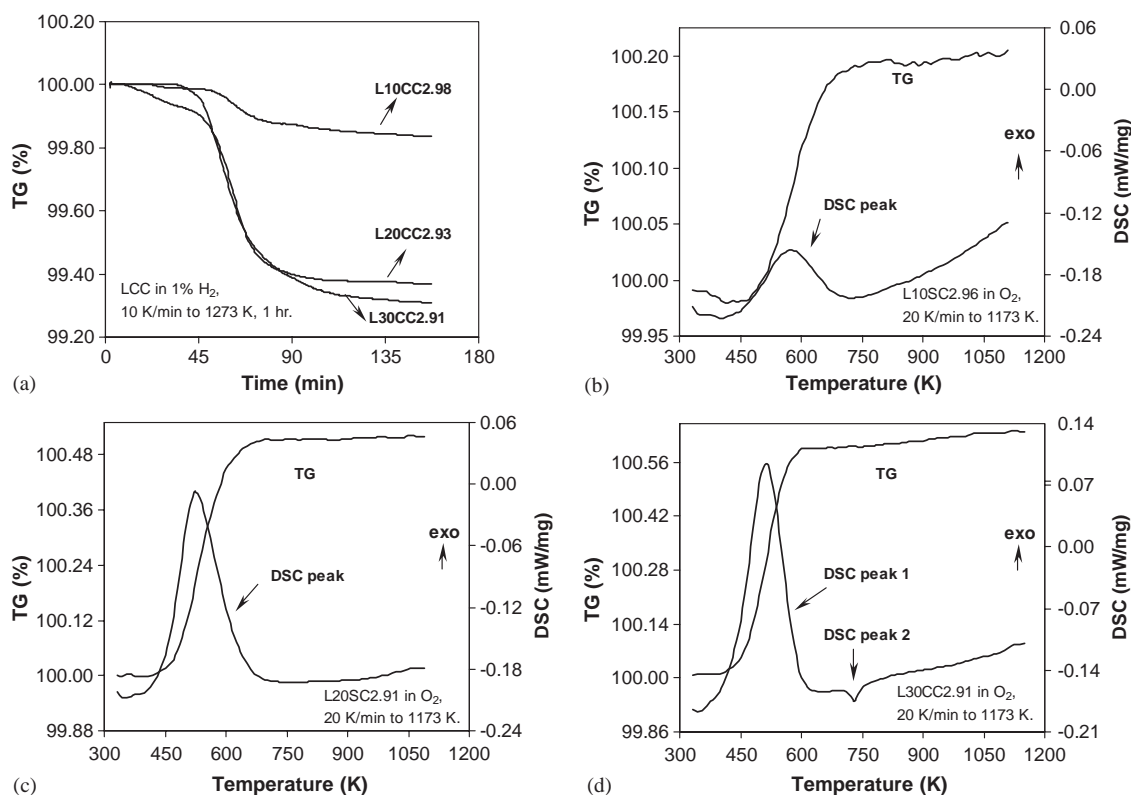 100.20
100.00
99.80
99.60
99.40
99.20
TG (%)
L10CC2.98
L20CC2.93
L30CC2.91
LCC in 1% H2,
10 K/min to 1273 K, 1 hr.
0 45 90 135 180
Time (min)
(a)
100.20
100.15
100.10
100.05
100.00
99.95
TG (%)
0.06
0.00
-0.06
-0.12
-0.18
-0.24
DSC (mW/mg)
TG
exo
DSC peak
L10SC2.96 in O2,
20 K/min to 1173 K.
300 450 600 750 900 1050 1200
Temperature (K)
(b)
100.48
100.36
100.24
100.12
100.00
99.88
TG (%)
0.06
0.00
-0.06
-0.12
-0.18
-0.24
DSC (mW/mg)
TG
exo
DSC peak
L20SC2.91 in O2,
20 K/min to 1173 K.
300 450 600 750 900 1050 1200
Temperature (K)
(c)
100.56
100.42
100.28
100.14
100.00
99.86
TG (%)
0.14
0.07
0.00
-0.07
-0.14
-0.21
DSC (mW/mg)
TG
exo
DSC peak 1
DSC peak 2
L30CC2.91 in O2,
20 K/min to 1173 K.
300 450 600 750 900 1050 1200
Temperature (K)
(d)